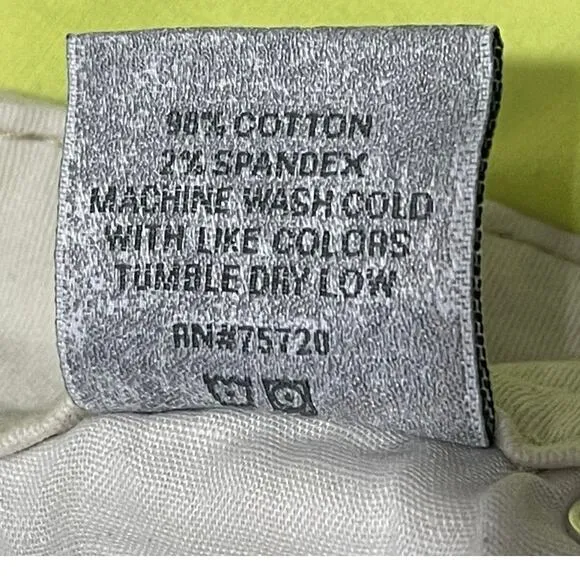 98% COTTON
2% SPANDEX
MACHINE WASH COLD
WITH LIKE COLORS
TUMBLE DRY LOW
RN#75720